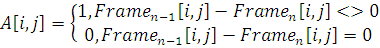 A[i,j] = { 1, Frame_{n-1}[i,j] − Frame_n[i,j] <> 0
0, Frame_{n-1}[i,j] − Frame_n[i,j] = 0